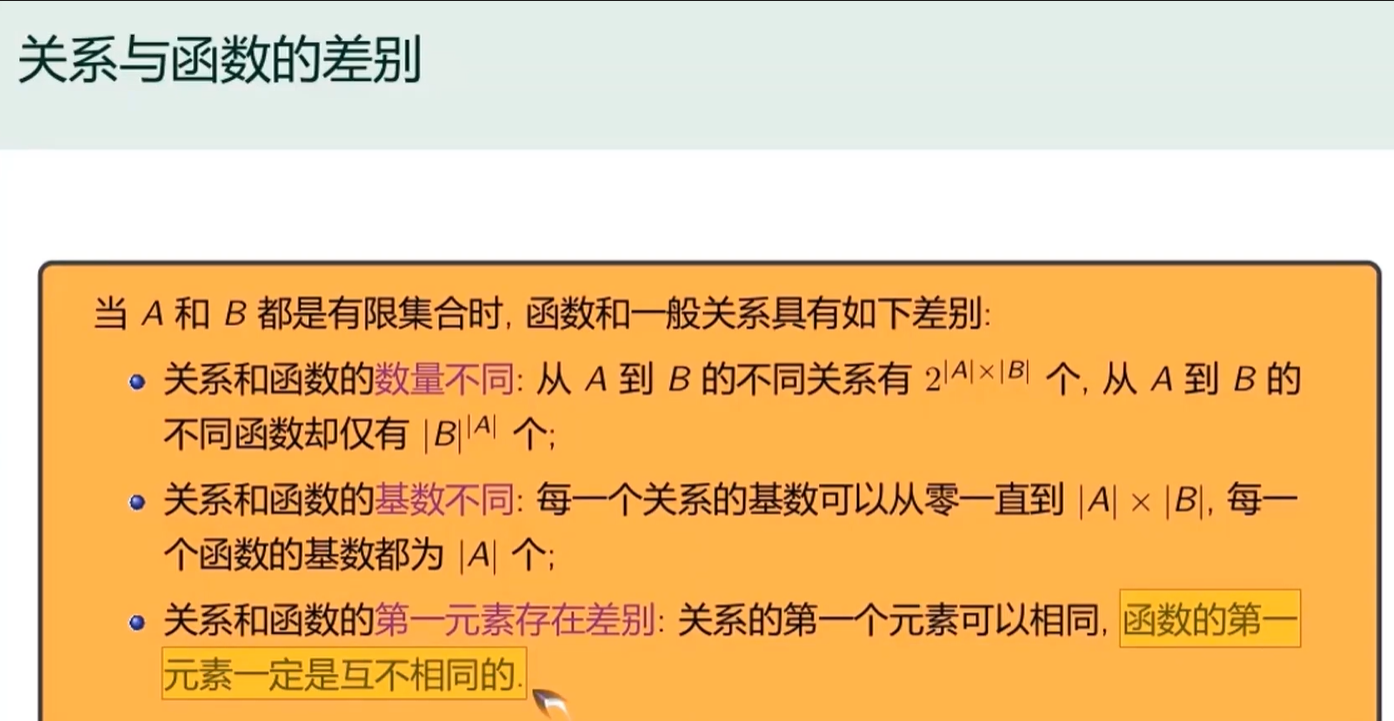 关系与函数的差别
当 A 和 B 都是有限集合时, 函数和一般关系具有如下差别:
关系和函数的数量不同: 从 A 到 B 的不同关系有 2^{|A|×|B|} 个, 从 A 到 B 的
不同函数却仅有 |B|^{|A|} 个;
关系和函数的基数不同: 每一个关系的基数可以从零一直到 |A| × |B|, 每一
个函数的基数都为 |A| 个;
关系和函数的第一元素存在差别: 关系的第一个元素可以相同, 函数的第一
元素一定是互不相同的.